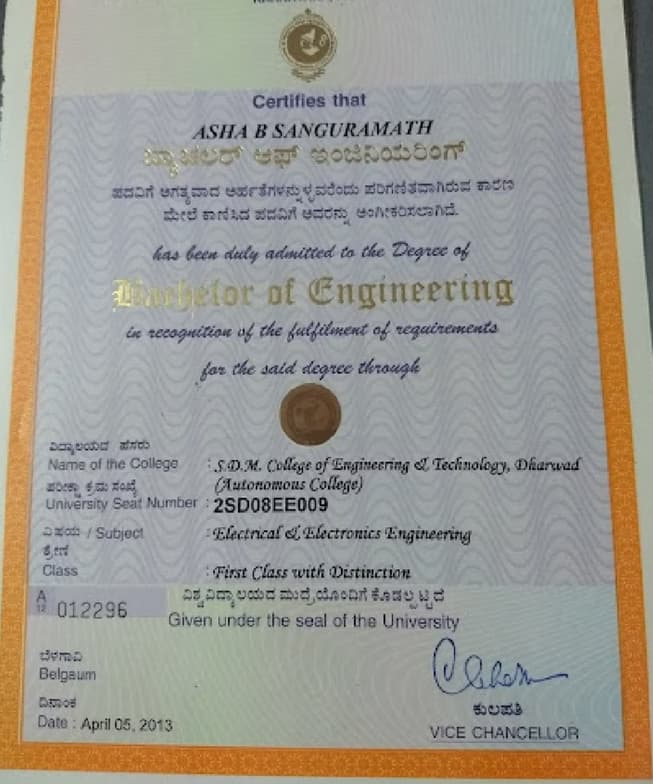 Certifies that
ASHA B SANGURAMATH
ಬ್ಯಾಚಲರ್ ಆಫ್ ಇಂಜಿನಿಯರಿಂಗ್
ಪದವಿಗೆ ಅಗತ್ಯವಾದ ಅರ್ಹತೆಗಳನ್ನುಳ್ಳವರೆಂದು ಪರಿಗಣಿತವಾಗಿರುವ ಕಾರಣ
ಮೇಲೆ ಕಾಣಿಸಿದ ಪದವಿಗೆ ಅವರನ್ನು ಅಂಗೀಕರಿಸಲಾಗಿದೆ.
has been duly admitted to the Degree of
Bachelor of Engineering
in recognition of the fulfilment of requirements
for the said degree through
ವಿದ್ಯಾಲಯದ ಹೆಸರು
Name of the College : S.D.M. College of Engineering & Technology, Dharwad
ಪರೀಕ್ಷಾ ಕ್ರಮ ಸಂಖ್ಯೆ (Autonomous College)
University Seat Number : 2SD08EE009
ವಿಷಯ / Subject : Electrical & Electronics Engineering
ಶ್ರೇಣಿ
Class : First Class with Distinction
A 12 012296 ವಿಶ್ವವಿದ್ಯಾಲಯದ ಮುದ್ರೆಯೊಂದಿಗೆ ಕೊಡಲ್ಪಟ್ಟಿದೆ
Given under the seal of the University
ಬೆಳಗಾವಿ
Belgaum
ದಿನಾಂಕ
ಕುಲಪತಿ
Date : April 05, 2013
VICE CHANCELLOR